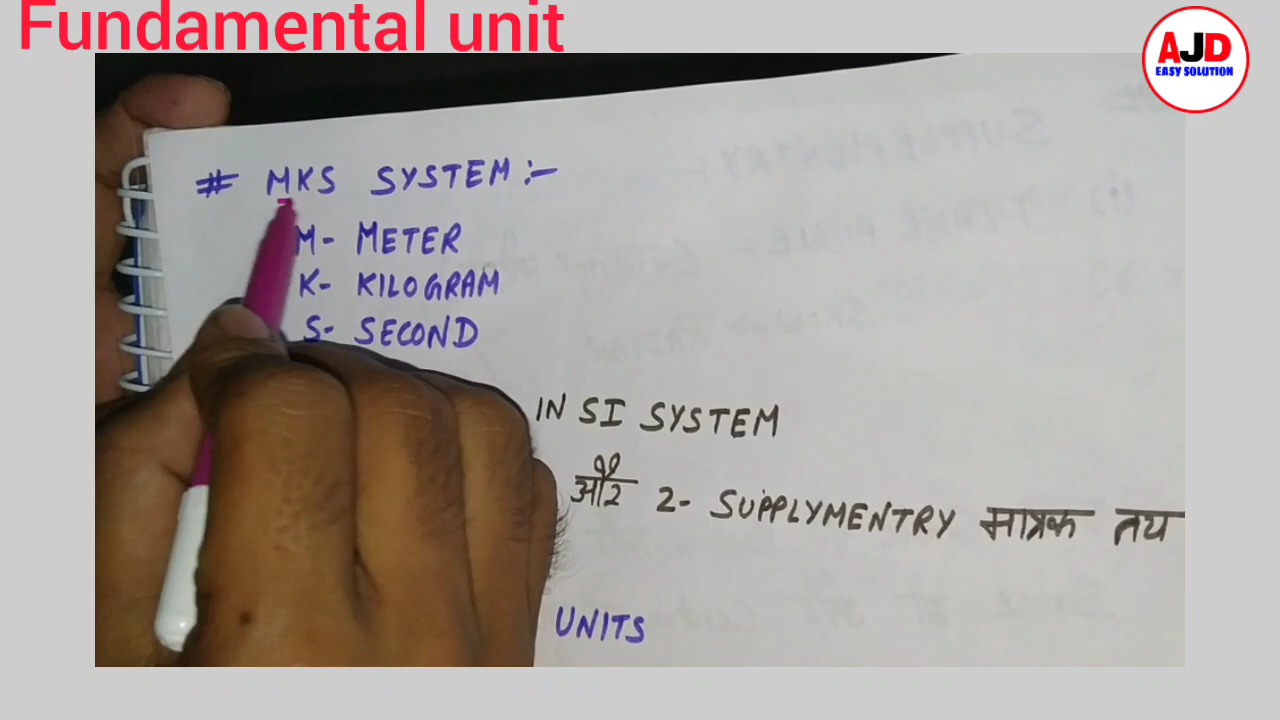 Fundamental unit
AJD
EASY SOLUTION
# MKS SYSTEM :-
M- METER
K- KILOGRAM
S- SECOND
IN SI SYSTEM
और 2- SUPPLYMENTRY मात्रक तय
UNITS